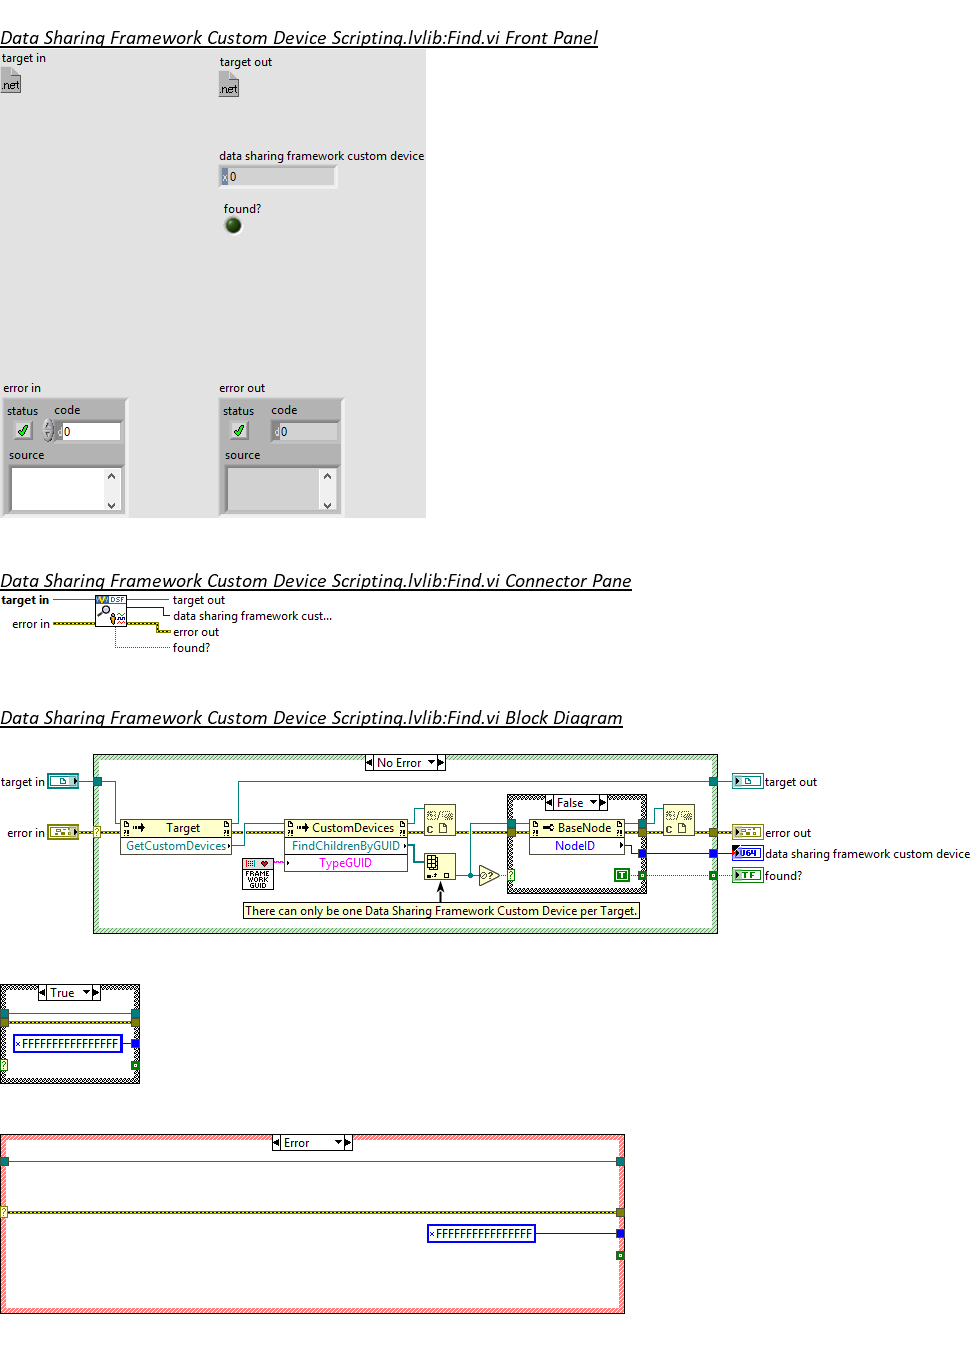 Data Sharing Framework Custom Device Scripting.lvlib:Find.vi Front Panel
target in
target out
.net
.net
data sharing framework custom device
x 0
found?
error in
error out
status code
status code
d 0
d 0
source
source
Data Sharing Framework Custom Device Scripting.lvlib:Find.vi Connector Pane
target in
DSF
target out
data sharing framework cust...
error in
error out
found?
Data Sharing Framework Custom Device Scripting.lvlib:Find.vi Block Diagram
No Error
target in
target out
False
error in
Target
CustomDevices
BaseNode
error out
GetCustomDevices
FindChildrenByGUID
NodeID
U64
data sharing framework custom device
TypeGUID
FRAME
WORK
GUID
?
?
T
TF
found?
There can only be one Data Sharing Framework Custom Device per Target.
True
x FFFFFFFFFFFFFFFF
?
Error
?
x FFFFFFFFFFFFFFFF